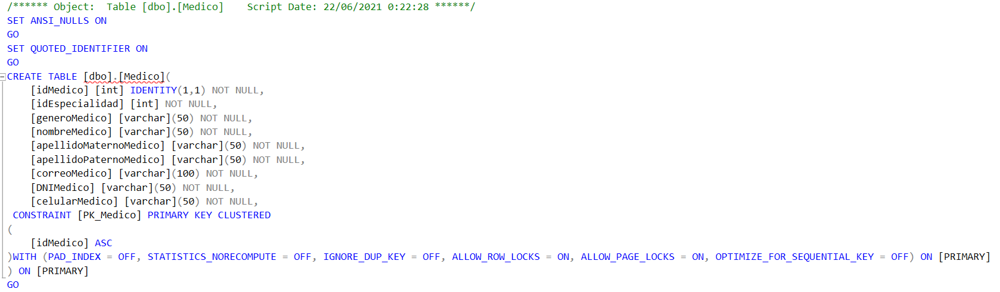 /****** Object:  Table [dbo].[Medico]    Script Date: 22/06/2021 0:22:28 ******/
SET ANSI_NULLS ON
GO
SET QUOTED_IDENTIFIER ON
GO
CREATE TABLE [dbo].[Medico](
    [idMedico] [int] IDENTITY(1,1) NOT NULL,
    [idEspecialidad] [int] NOT NULL,
    [generoMedico] [varchar](50) NOT NULL,
    [nombreMedico] [varchar](50) NOT NULL,
    [apellidoMaternoMedico] [varchar](50) NOT NULL,
    [apellidoPaternoMedico] [varchar](50) NOT NULL,
    [correoMedico] [varchar](100) NOT NULL,
    [DNIMedico] [varchar](50) NOT NULL,
    [celularMedico] [varchar](50) NOT NULL,
 CONSTRAINT [PK_Medico] PRIMARY KEY CLUSTERED
(
    [idMedico] ASC
)WITH (PAD_INDEX = OFF, STATISTICS_NORECOMPUTE = OFF, IGNORE_DUP_KEY = OFF, ALLOW_ROW_LOCKS = ON, ALLOW_PAGE_LOCKS = ON, OPTIMIZE_FOR_SEQUENTIAL_KEY = OFF) ON [PRIMARY]
) ON [PRIMARY]
GO